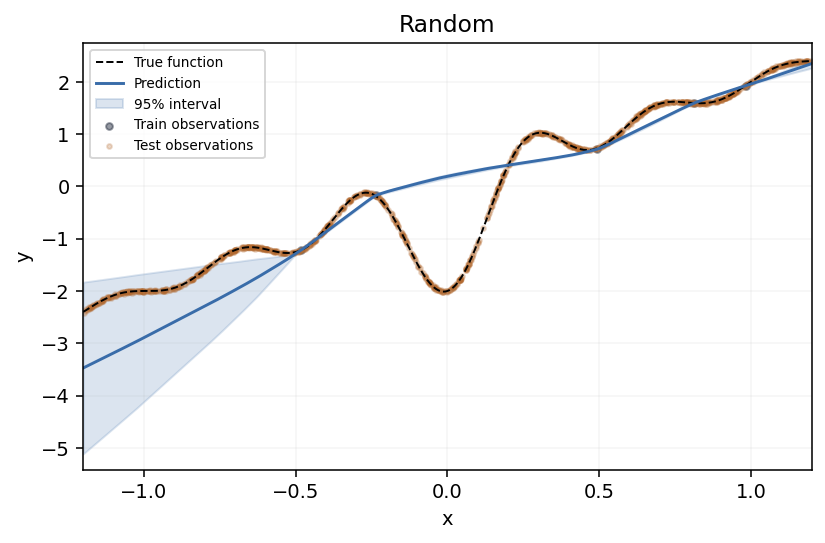 Random
True function
Prediction
95% interval
Train observations
Test observations
2
1
0
−1
−2
−3
−4
−5
y
−1.0
−0.5
0.0
0.5
1.0
x